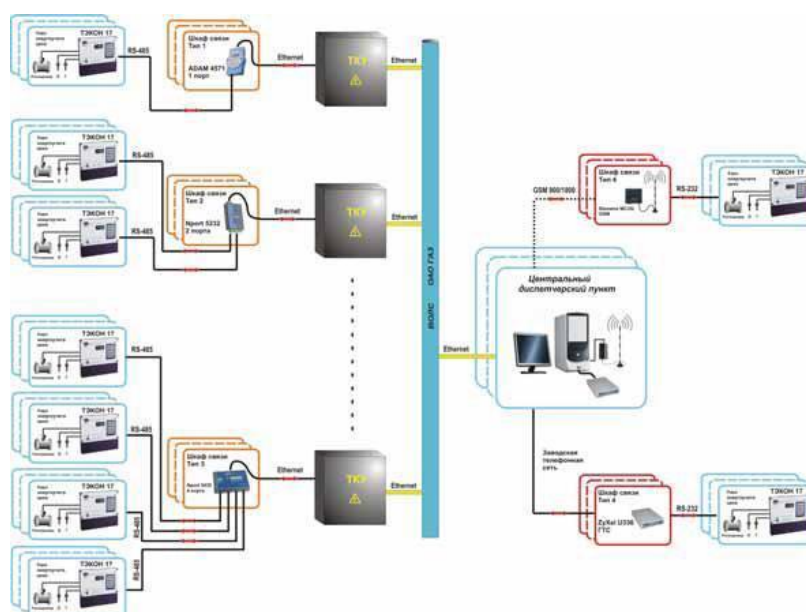 ТЭКОН 17
RS-485
Шкаф связи
Тип 1
ADAM 4571
1 порт
Ethernet
ТКУ
Ethernet
ТЭКОН 17
RS-485
ТЭКОН 17
RS-485
Шкаф связи
Тип 2
Nport 5232
2 порта
Ethernet
ТКУ
Ethernet
ТЭКОН 17
RS-485
ТЭКОН 17
RS-485
ТЭКОН 17
RS-485
ТЭКОН 17
RS-485
Шкаф связи
Тип 3
4 порта
Ethernet
ТКУ
Ethernet
ВОЛС ОАО ГАЗ
Ethernet
Центральный
диспетчерский пункт
GSM 900/1800
Шкаф связи
GSM
RS-232
ТЭКОН 17
Заводская
телефонная
сеть
Шкаф связи
Тип 4
ZyXel U336
ГТС
RS-232
ТЭКОН 17